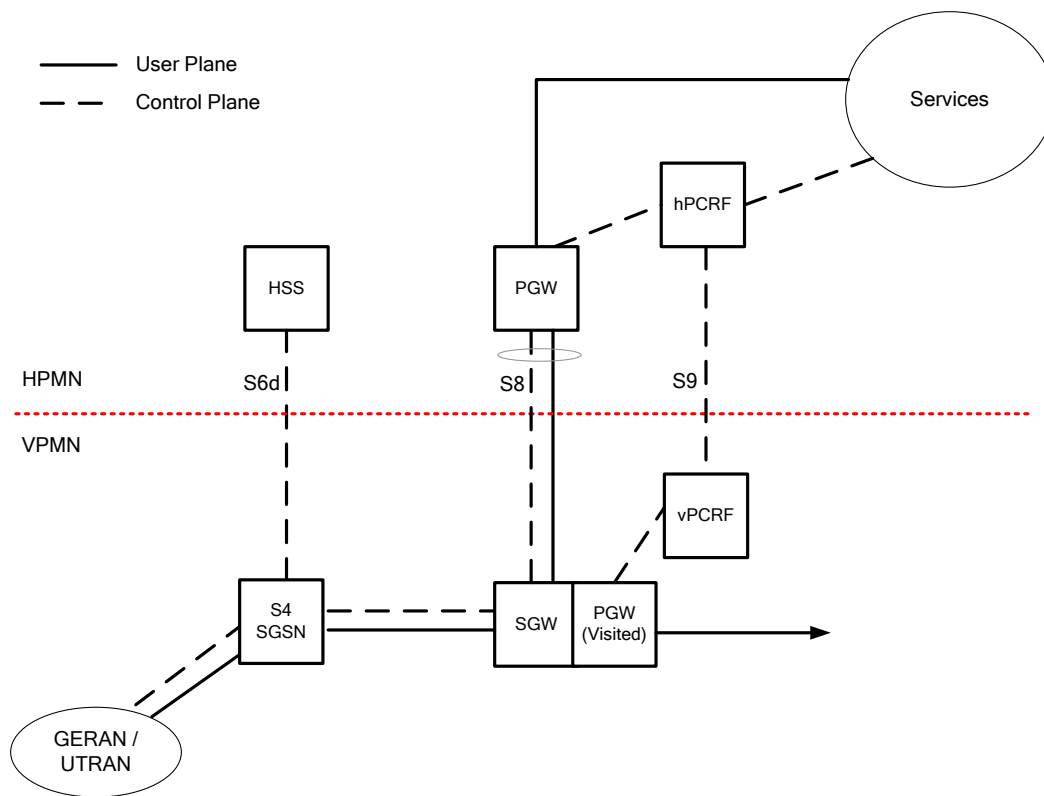 User Plane
Control Plane
Services
hPCRF
HSS
PGW
HPMN
S6d
S8
S9
VPMN
vPCRF
S4
SGSN
SGW
PGW
(Visited)
GERAN /
UTRAN